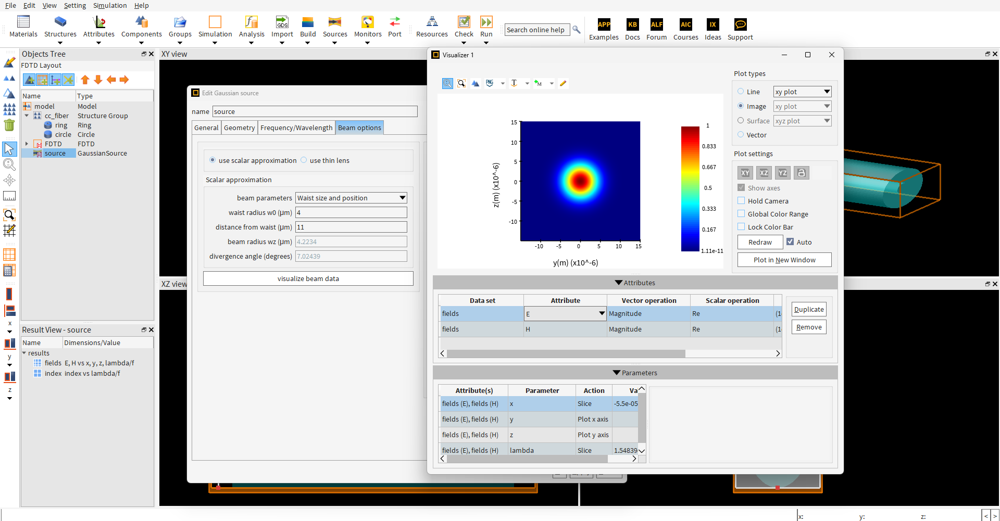 File Edit View Setting Simulation Help
Materials Structures Attributes Components Groups Simulation Analysis Import Build Sources Monitors Port Resources Check Run Search online help Examples Docs Forum Courses Ideas Support
GDS
APP KB ALF AIC IX
Objects Tree
FDTD Layout
Name Type
model Model
cc_fiber Structure Group
ring Ring
circle Circle
FDTD FDTD
source GaussianSource
x
y
z
Result View - source
Name Dimensions/Value
results
fields E, H vs x, y, z, lambda/f
index index vs lambda/f
XY view
XZ view
Edit Gaussian source
name source
General Geometry Frequency/Wavelength Beam options
use scalar approximation use thin lens
Scalar approximation
beam parameters Waist size and position
waist radius w0 (μm) 4
distance from waist (μm) 11
beam radius wz (μm) 4.2234
divergence angle (degrees) 7.02439
visualize beam data
Visualizer 1
PNG T M
15
10
5
0
-5
-10
z(m) (x10^-6)
-10 -5 0 5 10 15
y(m) (x10^-6)
1
0.833
0.667
0.5
0.333
0.167
1.11e-11
Plot types
Line xy plot
Image xy plot
Surface xyz plot
Vector
Plot settings
XY XZ YZ
Show axes
Hold Camera
Global Color Range
Lock Color Bar
Redraw Auto
Plot in New Window
Attributes
Data set Attribute Vector operation Scalar operation
fields E Magnitude Re (1
fields H Magnitude Re (1
Duplicate
Remove
Parameters
Attribute(s) Parameter Action Va
fields (E), fields (H) x Slice -5.5e-05
fields (E), fields (H) y Plot x axis
fields (E), fields (H) z Plot y axis
fields (E), fields (H) lambda Slice 1.54839
x: y: z: